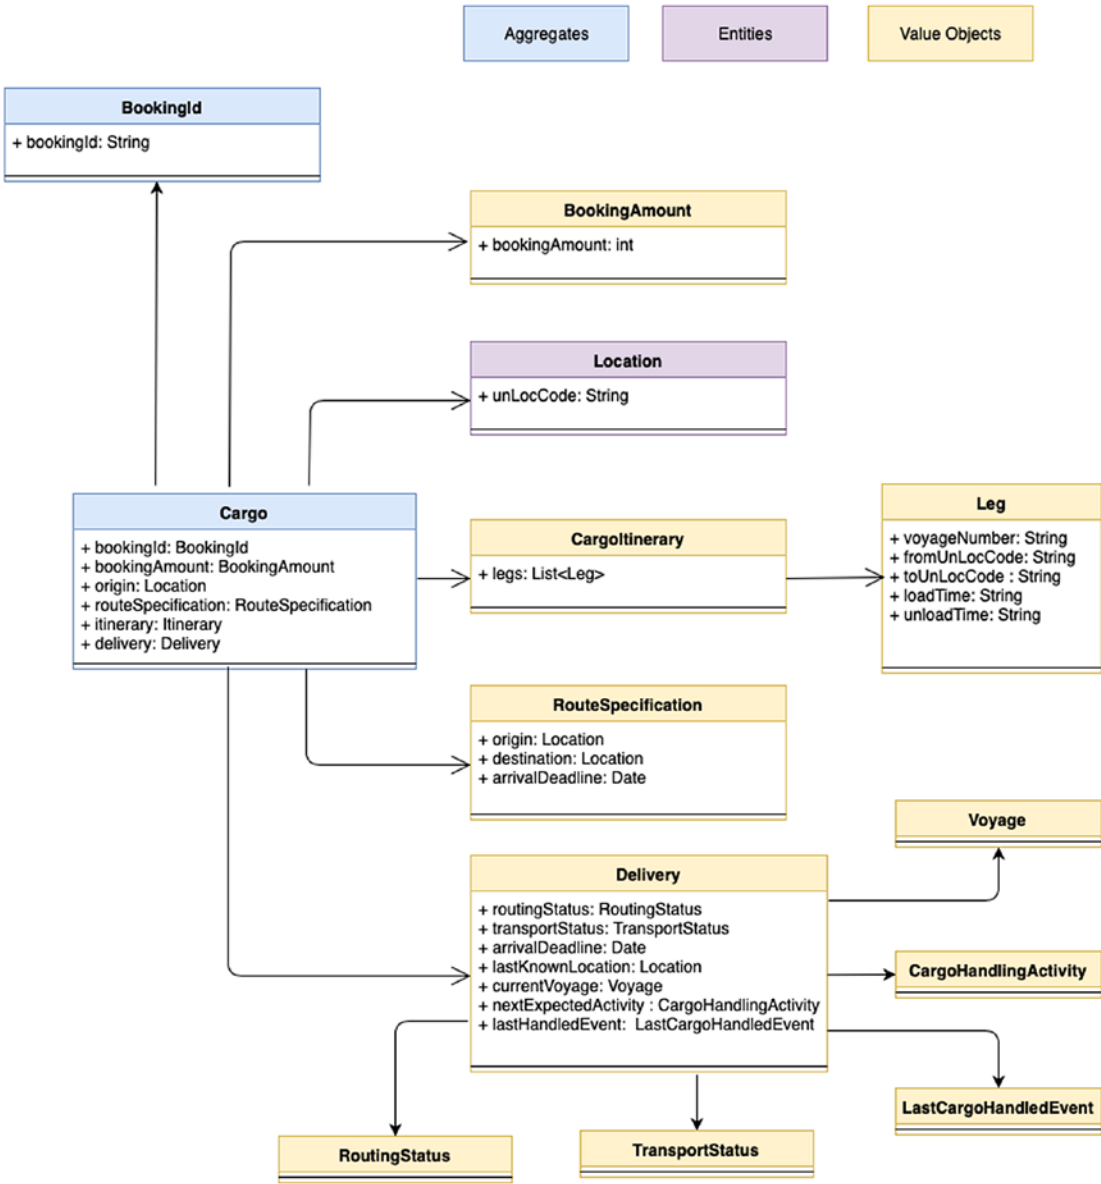 Aggregates
Entities
Value Objects
BookingId
+ bookingId: String
BookingAmount
+ bookingAmount: int
Location
+ unLocCode: String
Cargo
+ bookingId: BookingId
+ bookingAmount: BookingAmount
+ origin: Location
+ routeSpecification: RouteSpecification
+ itinerary: Itinerary
+ delivery: Delivery
CargoItinerary
+ legs: List<Leg>
Leg
+ voyageNumber: String
+ fromUnLocCode: String
+ toUnLocCode : String
+ loadTime: String
+ unloadTime: String
RouteSpecification
+ origin: Location
+ destination: Location
+ arrivalDeadline: Date
Delivery
+ routingStatus: RoutingStatus
+ transportStatus: TransportStatus
+ arrivalDeadline: Date
+ lastKnownLocation: Location
+ currentVoyage: Voyage
+ nextExpectedActivity : CargoHandlingActivity
+ lastHandledEvent:  LastCargoHandledEvent
Voyage
CargoHandlingActivity
LastCargoHandledEvent
RoutingStatus
TransportStatus